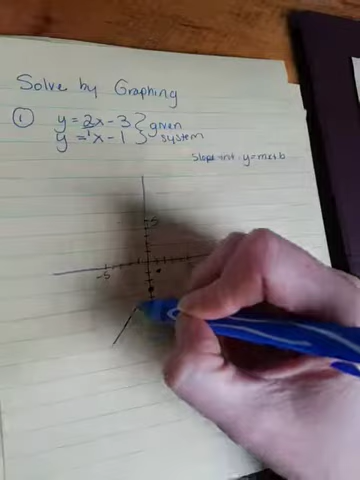 Solve by Graphing
① y = 2x - 3 } given
y = 1x - 1 } system
Slope int: y=mx+b
5
-5